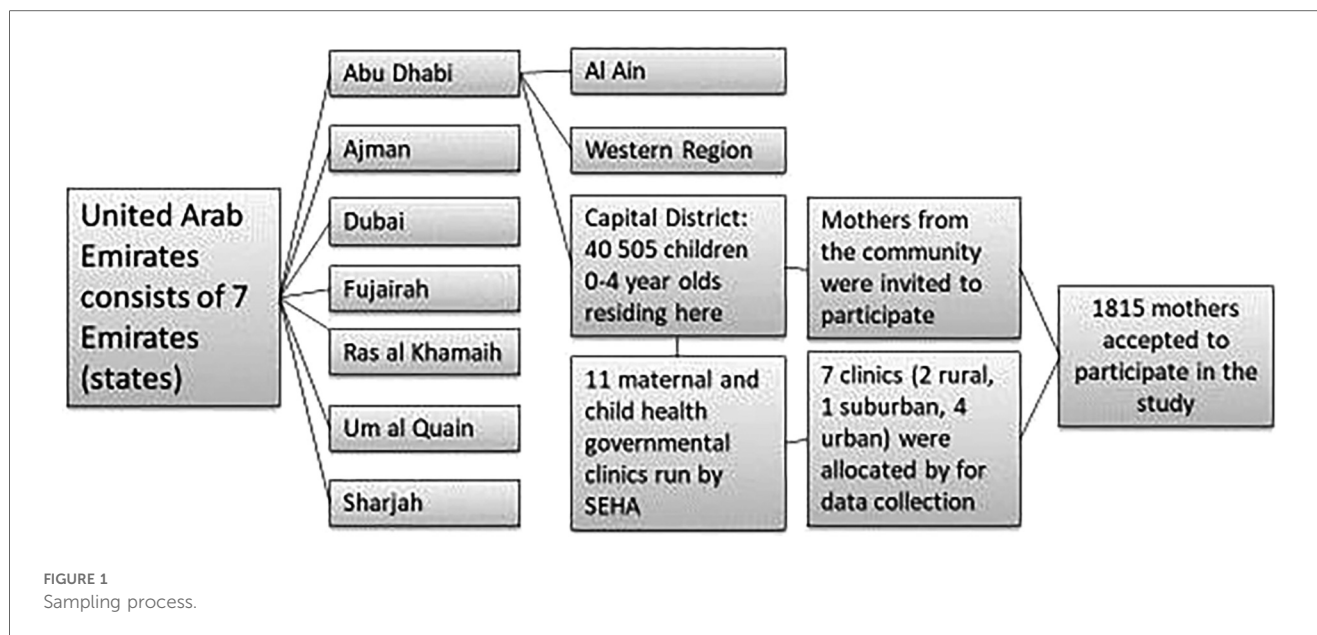 United Arab
Emirates
consists of 7
Emirates
(states)
Abu Dhabi
Ajman
Dubai
Fujairah
Ras al Khamaih
Um al Quain
Sharjah
Al Ain
Western Region
Capital District:
40 505 children
0-4 year olds
residing here
11 maternal and
child health
governmental
clinics run by
SEHA
Mothers from
the community
were invited to
participate
7 clinics (2 rural,
1 suburban, 4
urban) were
allocated by for
data collection
1815 mothers
accepted to
participate in the
study
FIGURE 1
Sampling process.